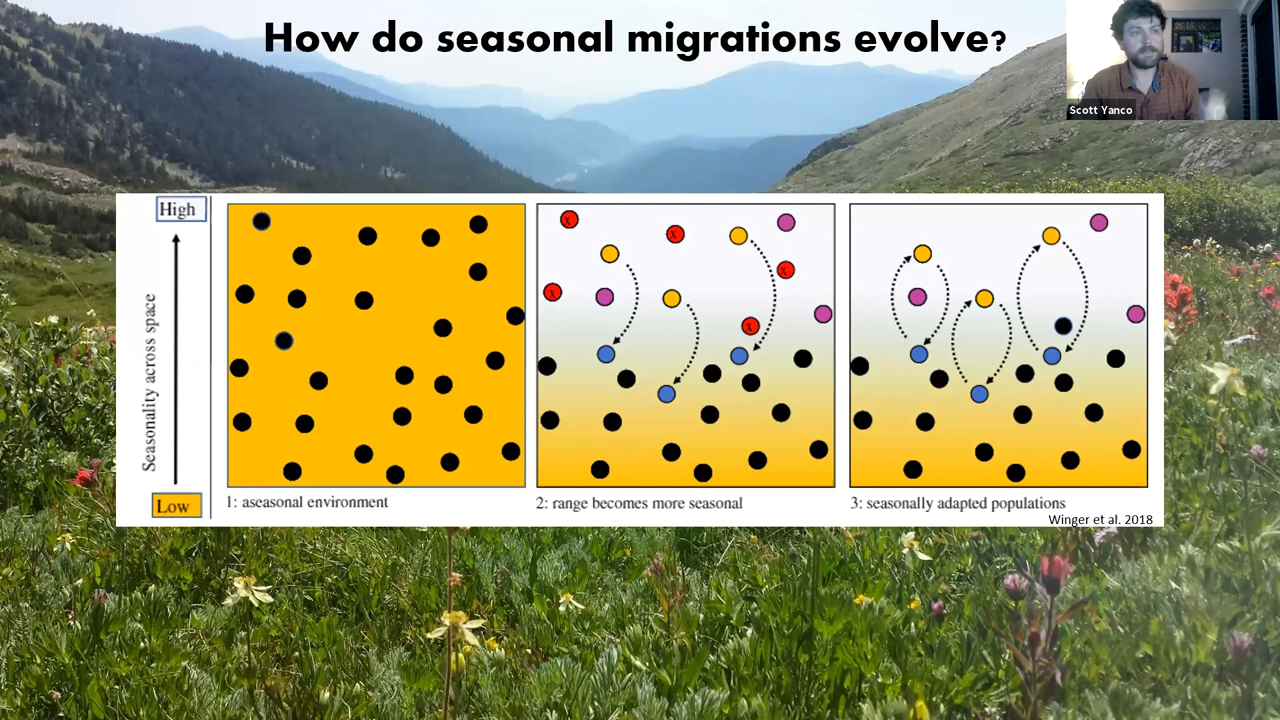 How do seasonal migrations evolve?
Scott Yanco
High
Seasonality across space
Low
x
x
x
x
x
1: aseasonal environment
2: range becomes more seasonal
3: seasonally adapted populations
Winger et al. 2018